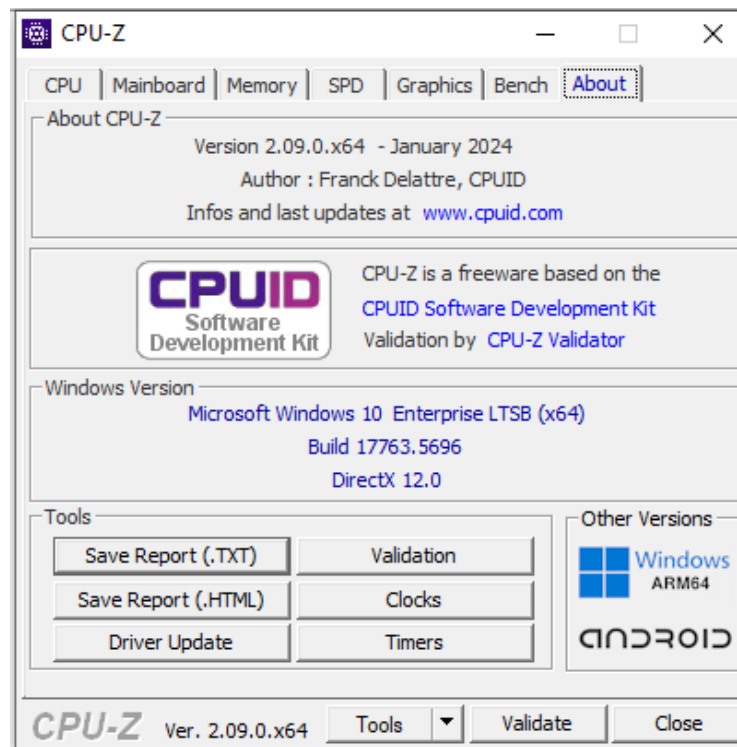 CPU-Z
CPU Mainboard Memory SPD Graphics Bench About
About CPU-Z
Version 2.09.0.x64 - January 2024
Author : Franck Delattre, CPUID
Infos and last updates at www.cpuid.com
CPUID
Software
Development Kit
CPU-Z is a freeware based on the
CPUID Software Development Kit
Validation by CPU-Z Validator
Windows Version
Microsoft Windows 10 Enterprise LTSB (x64)
Build 17763.5696
DirectX 12.0
Tools
Save Report (.TXT) Validation
Save Report (.HTML) Clocks
Driver Update Timers
Other Versions
Windows
ARM64
ANDROID
CPU-Z Ver. 2.09.0.x64 Tools Validate Close